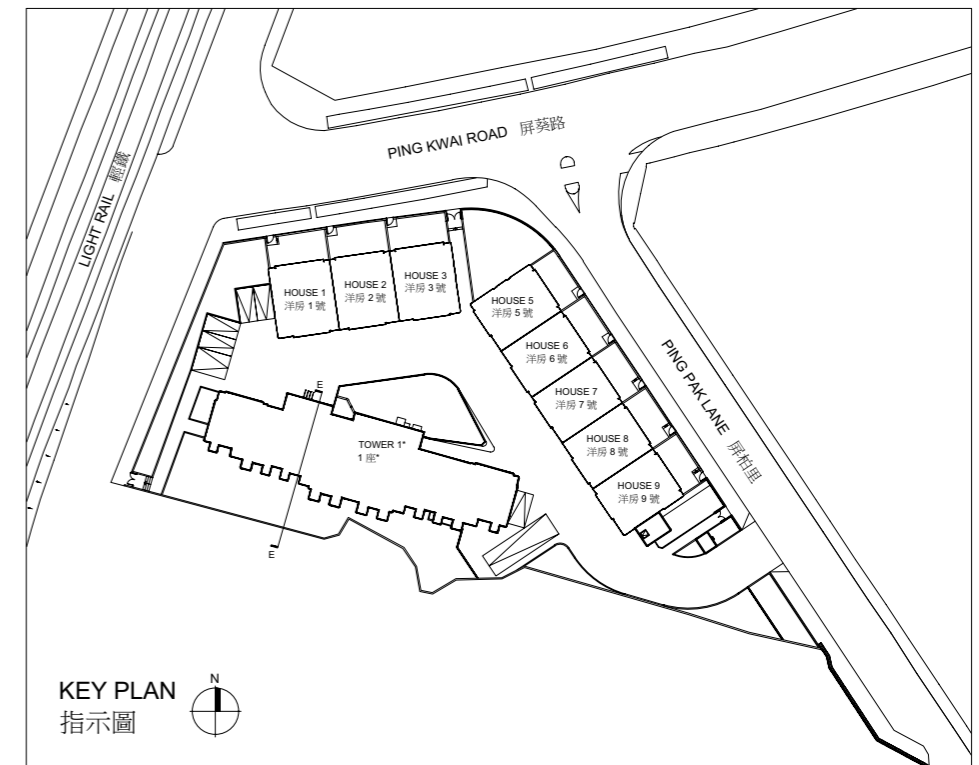 PING KWAI ROAD 屏葵路
LIGHT RAIL 輕鐵
HOUSE 1
洋房 1 號
HOUSE 2
洋房 2 號
HOUSE 3
洋房 3 號
HOUSE 5
洋房 5 號
HOUSE 6
洋房 6 號
HOUSE 7
洋房 7 號
HOUSE 8
洋房 8 號
HOUSE 9
洋房 9 號
PING PAK LANE 屏柏里
E
TOWER 1*
1 座*
E
KEY PLAN
指示圖
N